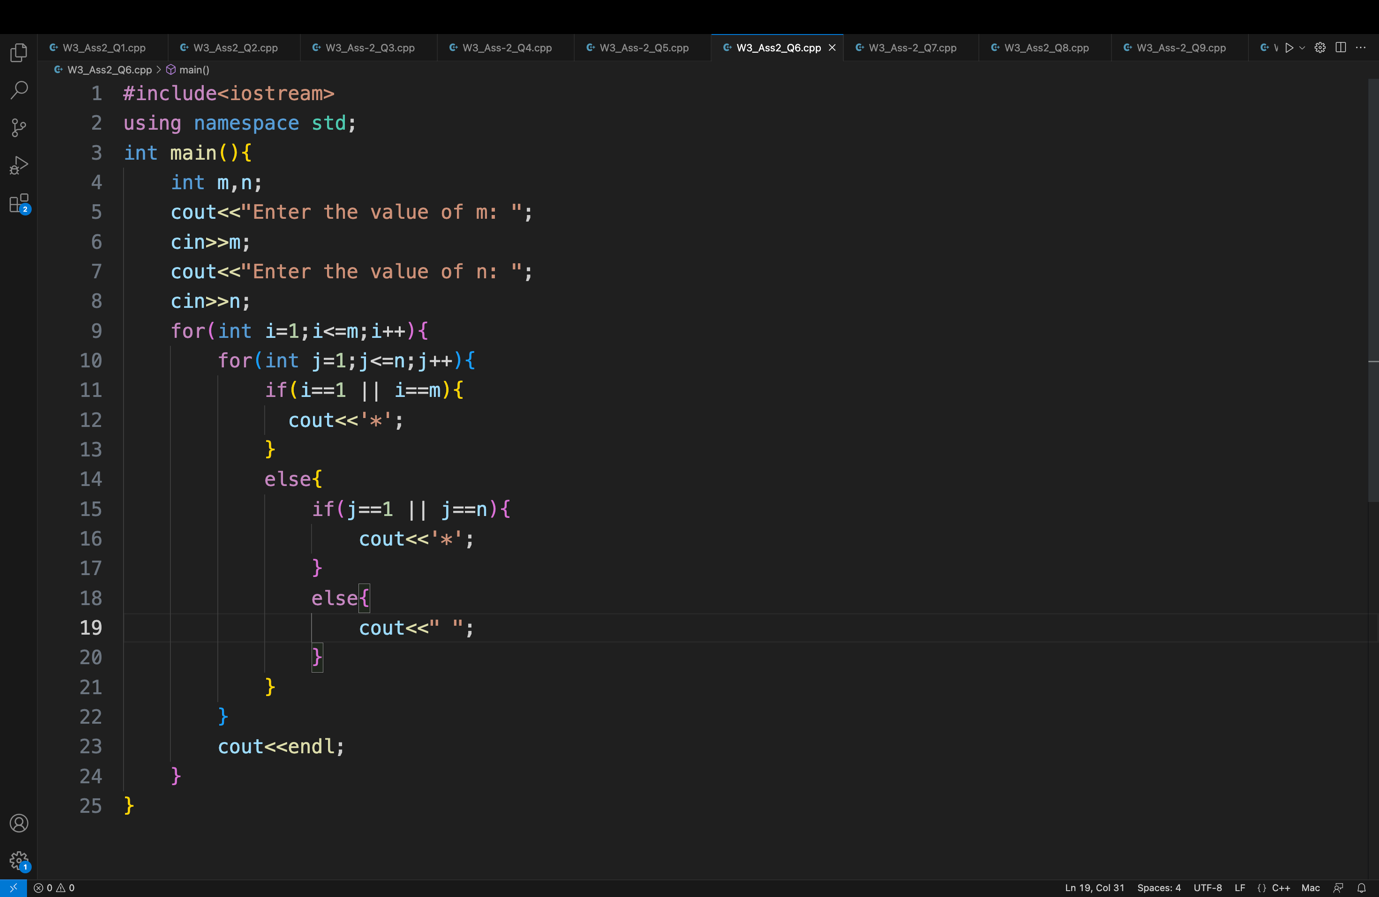 W3_Ass2_Q1.cpp W3_Ass2_Q2.cpp W3_Ass-2_Q3.cpp W3_Ass-2_Q4.cpp W3_Ass-2_Q5.cpp W3_Ass2_Q6.cpp W3_Ass-2_Q7.cpp W3_Ass2_Q8.cpp W3_Ass-2_Q9.cpp
W3_Ass2_Q6.cpp > main()
1 #include<iostream>
2 using namespace std;
3 int main(){
4 int m,n;
5 cout<<"Enter the value of m: ";
6 cin>>m;
7 cout<<"Enter the value of n: ";
8 cin>>n;
9 for(int i=1;i<=m;i++){
10 for(int j=1;j<=n;j++){
11 if(i==1 || i==m){
12 cout<<'*';
13 }
14 else{
15 if(j==1 || j==n){
16 cout<<'*';
17 }
18 else{
19 cout<<" ";
20 }
21 }
22 }
23 cout<<endl;
24 }
25 }
2
1
0 0 Ln 19, Col 31 Spaces: 4 UTF-8 LF {} C++ Mac